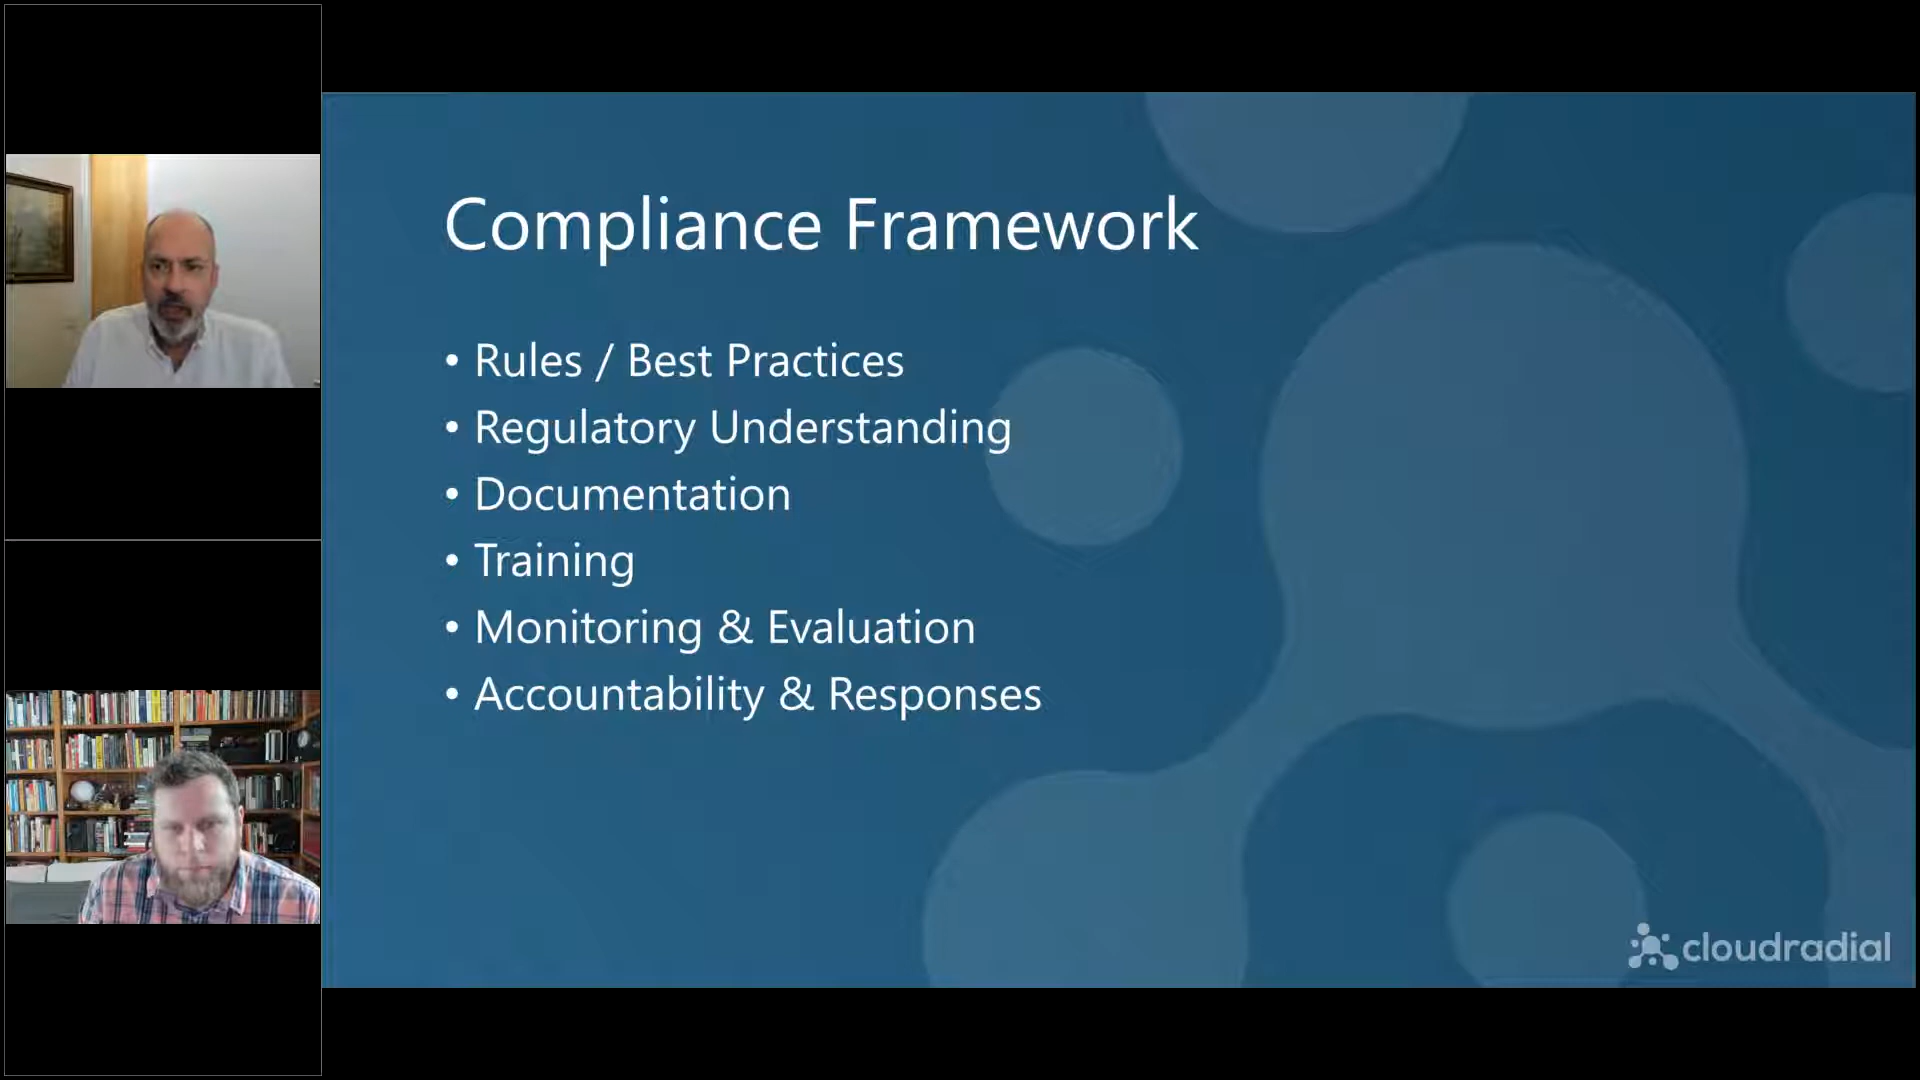 Compliance Framework
• Rules / Best Practices
• Regulatory Understanding
• Documentation
• Training
• Monitoring & Evaluation
• Accountability & Responses
cloudradial